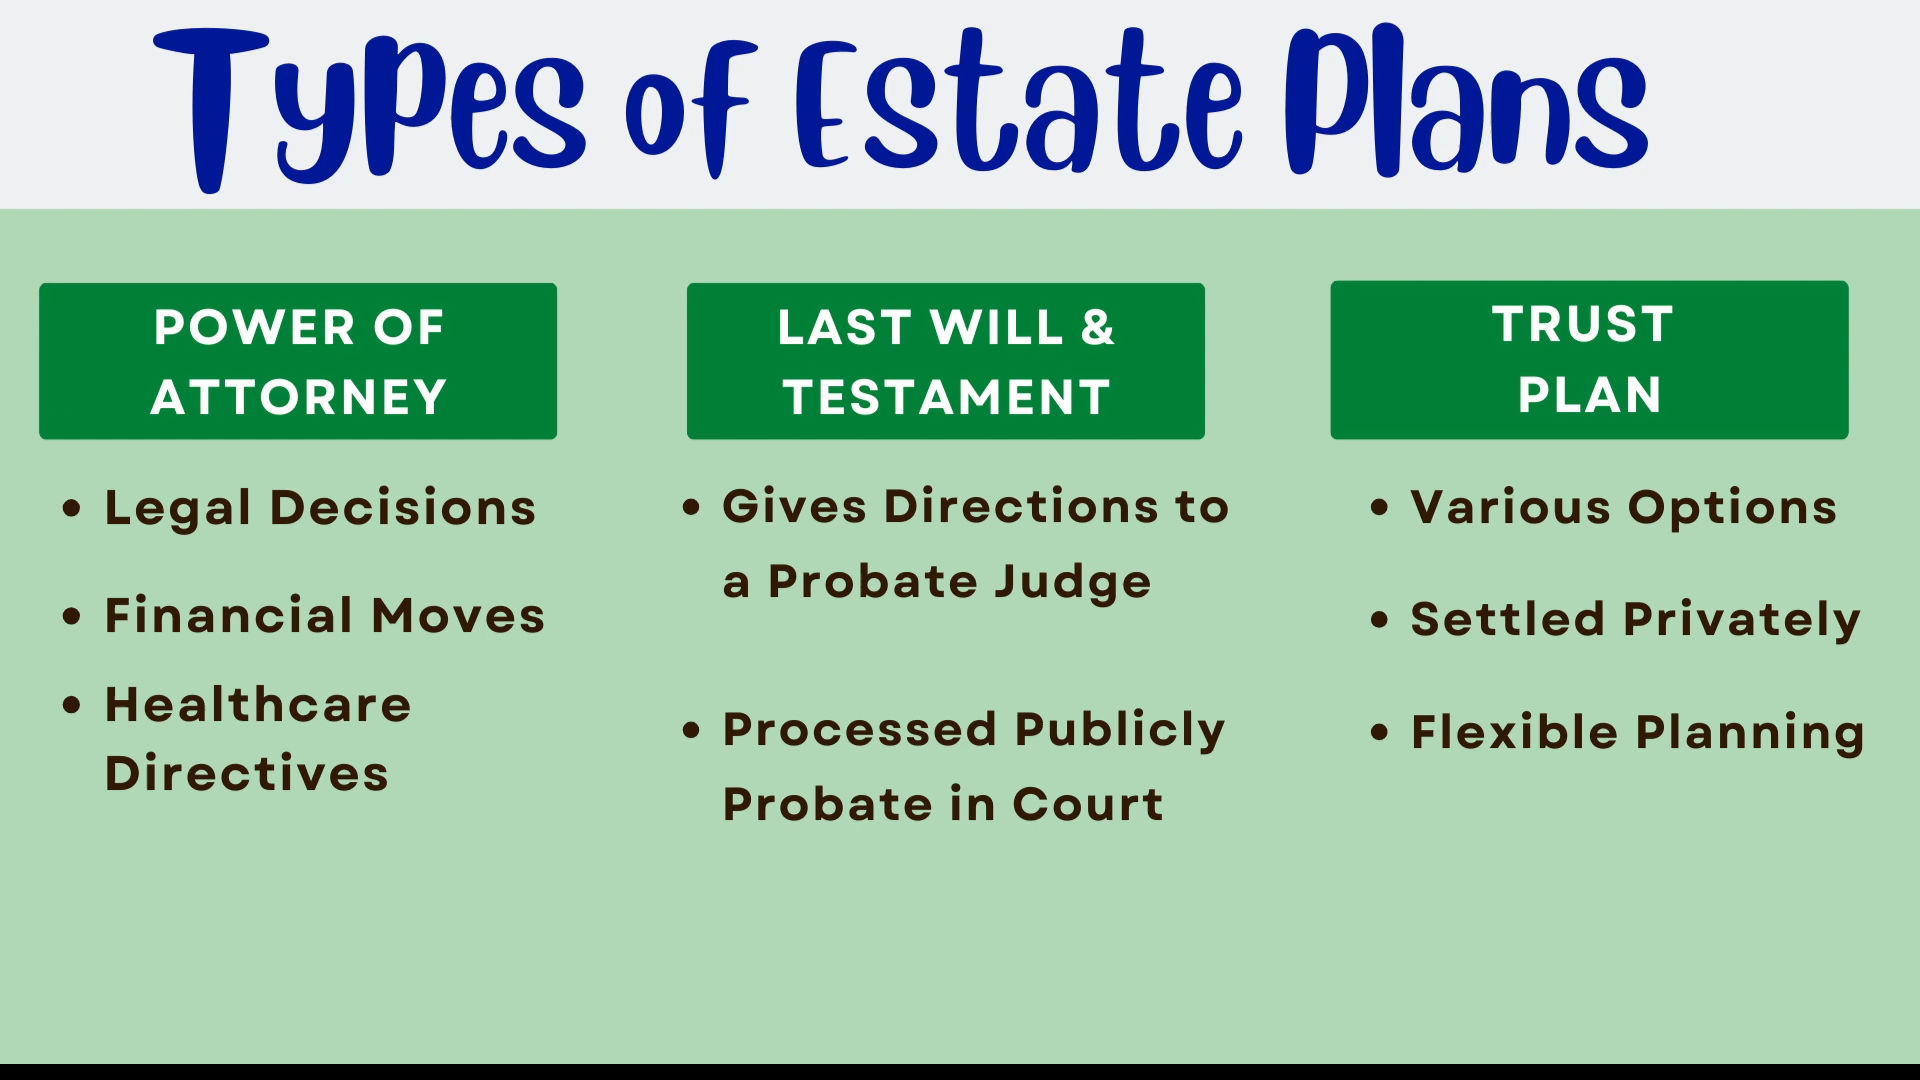 Types of Estate Plans
POWER OF
ATTORNEY
• Legal Decisions
• Financial Moves
• Healthcare
Directives
LAST WILL &
TESTAMENT
• Gives Directions to
a Probate Judge
• Processed Publicly
Probate in Court
TRUST
PLAN
• Various Options
• Settled Privately
• Flexible Planning